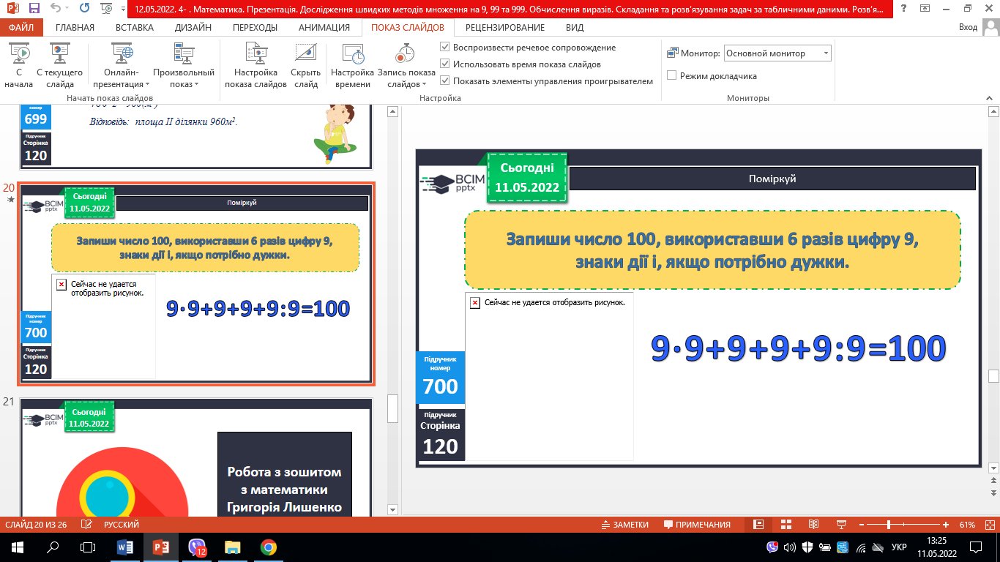 12.05.2022. 4- . Математика. Презентація. Дослідження швидких методів множення на 9, 99 та 999. Обчислення виразів. Складання та розв'язування задач за табличними даними. Розв'я...
ФАЙЛ ГЛАВНАЯ ВСТАВКА ДИЗАЙН ПЕРЕХОДЫ АНИМАЦИЯ ПОКАЗ СЛАЙДОВ РЕЦЕНЗИРОВАНИЕ ВИД Вход
С начала
С текущего слайда
Онлайн-презентация
Произвольный показ
Начать показ слайдов
Настройка показа слайдов
Скрыть слайд
Настройка времени
Запись показа слайдов
Воспроизвести речевое сопровождение
Использовать время показа слайдов
Показать элементы управления проигрывателем
Настройка
Монитор: Основной монитор
Режим докладчика
Мониторы
номер
699
Підручник
Сторінка
120
Відповідь: площа ІІ ділянки 960м².
20
ВСІМ
pptx
Сьогодні
11.05.2022
Поміркуй
Запиши число 100, використавши 6 разів цифру 9,
знаки дії і, якщо потрібно дужки.
Сейчас не удается
отобразить рисунок.
9·9+9+9+9:9=100
Підручник
номер
700
Підручник
Сторінка
120
21
ВСІМ
pptx
Сьогодні
11.05.2022
Робота з зошитом
з математики
Григорія Лишенко
ВСІМ
pptx
Сьогодні
11.05.2022
Поміркуй
Запиши число 100, використавши 6 разів цифру 9,
знаки дії і, якщо потрібно дужки.
Сейчас не удается отобразить рисунок.
9·9+9+9+9:9=100
Підручник
номер
700
Підручник
Сторінка
120
СЛАЙД 20 ИЗ 26 РУССКИЙ ЗАМЕТКИ ПРИМЕЧАНИЯ 61%
12
УКР
13:25
11.05.2022